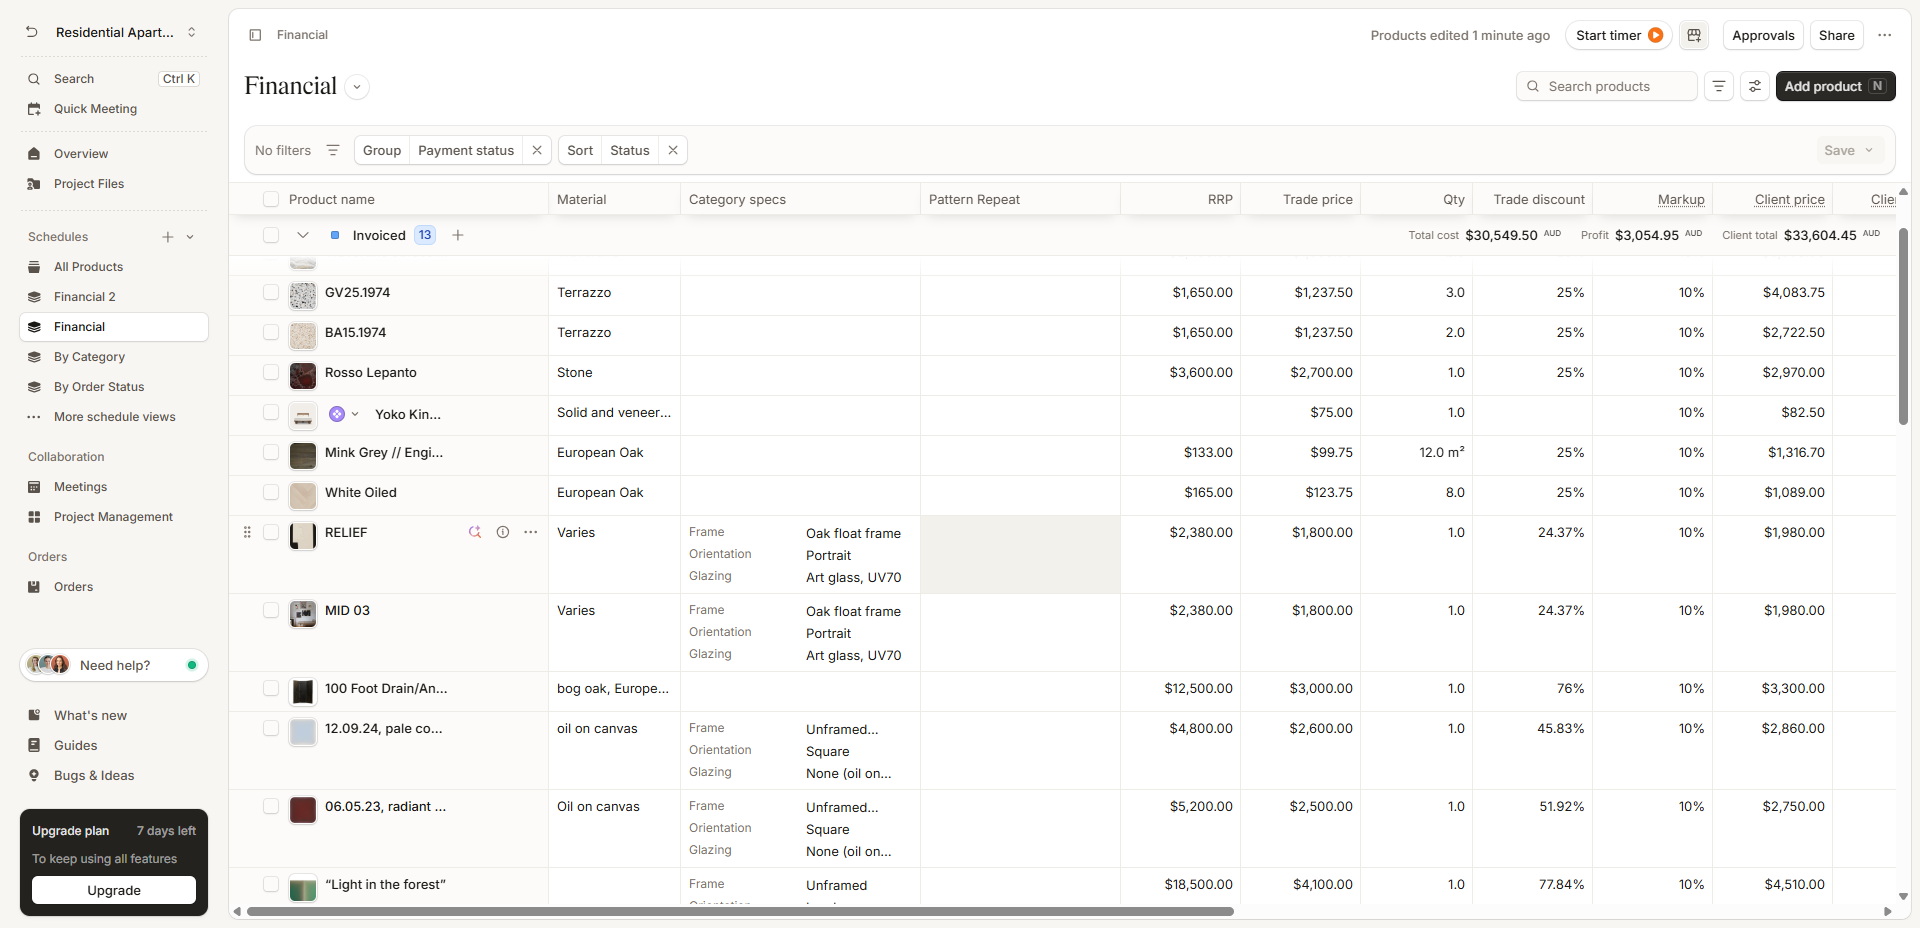 Residential Apart...
Search
Ctrl K
Quick Meeting
Overview
Project Files
Schedules
All Products
Financial 2
Financial
By Category
By Order Status
More schedule views
Collaboration
Meetings
Project Management
Orders
Orders
Need help?
What's new
Guides
Bugs & Ideas
Upgrade plan 7 days left
To keep using all features
Upgrade
Financial
Products edited 1 minute ago
Start timer
Approvals
Share
Financial
Search products
Add product N
No filters
Group Payment status
Sort Status
Save
Product name Material Category specs Pattern Repeat RRP Trade price Qty Trade discount Markup Client price Clie
Invoiced 13 Total cost $30,549.50 AUD Profit $3,054.95 AUD Client total $33,604.45 AUD
GV25.1974 Terrazzo $1,650.00 $1,237.50 3.0 25% 10% $4,083.75
BA15.1974 Terrazzo $1,650.00 $1,237.50 2.0 25% 10% $2,722.50
Rosso Lepanto Stone $3,600.00 $2,700.00 1.0 25% 10% $2,970.00
Yoko Kin... Solid and veneer... $75.00 1.0 10% $82.50
Mink Grey // Engi... European Oak $133.00 $99.75 12.0 m² 25% 10% $1,316.70
White Oiled European Oak $165.00 $123.75 8.0 25% 10% $1,089.00
RELIEF Varies Frame Oak float frame $2,380.00 $1,800.00 1.0 24.37% 10% $1,980.00
Orientation Portrait
Glazing Art glass, UV70
MID 03 Varies Frame Oak float frame $2,380.00 $1,800.00 1.0 24.37% 10% $1,980.00
Orientation Portrait
Glazing Art glass, UV70
100 Foot Drain/An... bog oak, Europe... $12,500.00 $3,000.00 1.0 76% 10% $3,300.00
12.09.24, pale co... oil on canvas Frame Unframed... $4,800.00 $2,600.00 1.0 45.83% 10% $2,860.00
Orientation Square
Glazing None (oil on...
06.05.23, radiant ... Oil on canvas Frame Unframed... $5,200.00 $2,500.00 1.0 51.92% 10% $2,750.00
Orientation Square
Glazing None (oil on...
“Light in the forest” Frame Unframed $18,500.00 $4,100.00 1.0 77.84% 10% $4,510.00